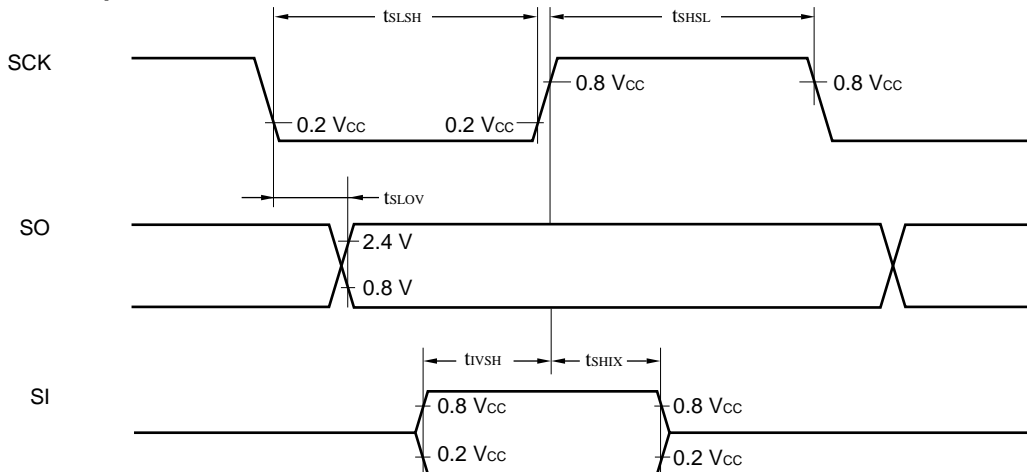 tSLSH tSHSL
SCK
0.8 VCC 0.8 VCC
0.2 VCC 0.2 VCC
tSLOV
SO
2.4 V
0.8 V
tIVSH tSHIX
SI
0.8 VCC 0.8 VCC
0.2 VCC 0.2 VCC